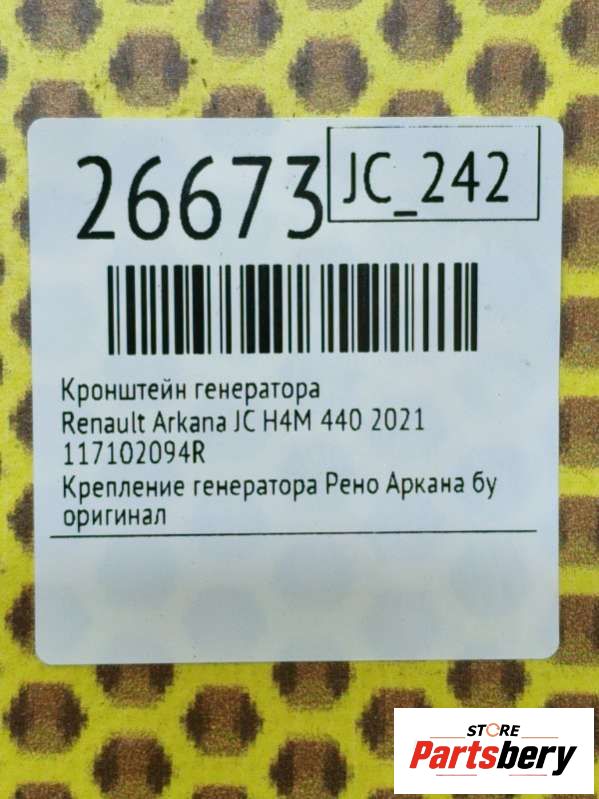 26673
JC_242
Кронштейн генератора
Renault Arkana JC H4M 440 2021
117102094R
Крепление генератора Рено Аркана бу
оригинал
STORE
Partsbery